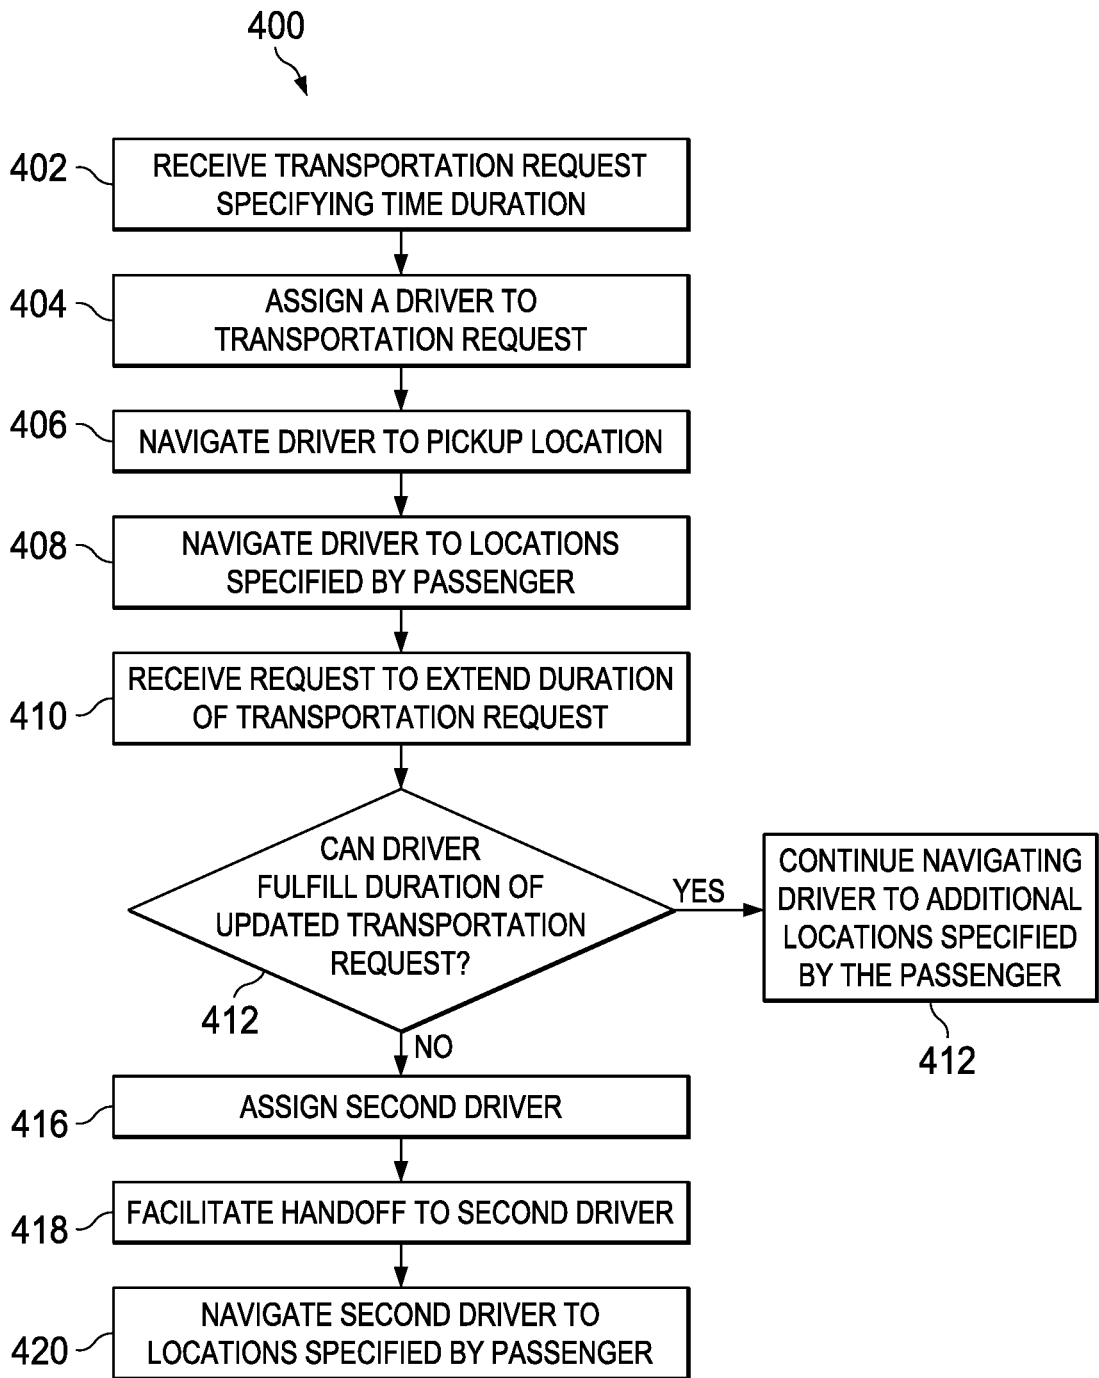 400
402
RECEIVE TRANSPORTATION REQUEST
SPECIFYING TIME DURATION
404
ASSIGN A DRIVER TO
TRANSPORTATION REQUEST
406
NAVIGATE DRIVER TO PICKUP LOCATION
408
NAVIGATE DRIVER TO LOCATIONS
SPECIFIED BY PASSENGER
410
RECEIVE REQUEST TO EXTEND DURATION
OF TRANSPORTATION REQUEST
CAN DRIVER
FULFILL DURATION OF
UPDATED TRANSPORTATION
REQUEST?
412
YES
CONTINUE NAVIGATING
DRIVER TO ADDITIONAL
LOCATIONS SPECIFIED
BY THE PASSENGER
412
NO
416
ASSIGN SECOND DRIVER
418
FACILITATE HANDOFF TO SECOND DRIVER
420
NAVIGATE SECOND DRIVER TO
LOCATIONS SPECIFIED BY PASSENGER